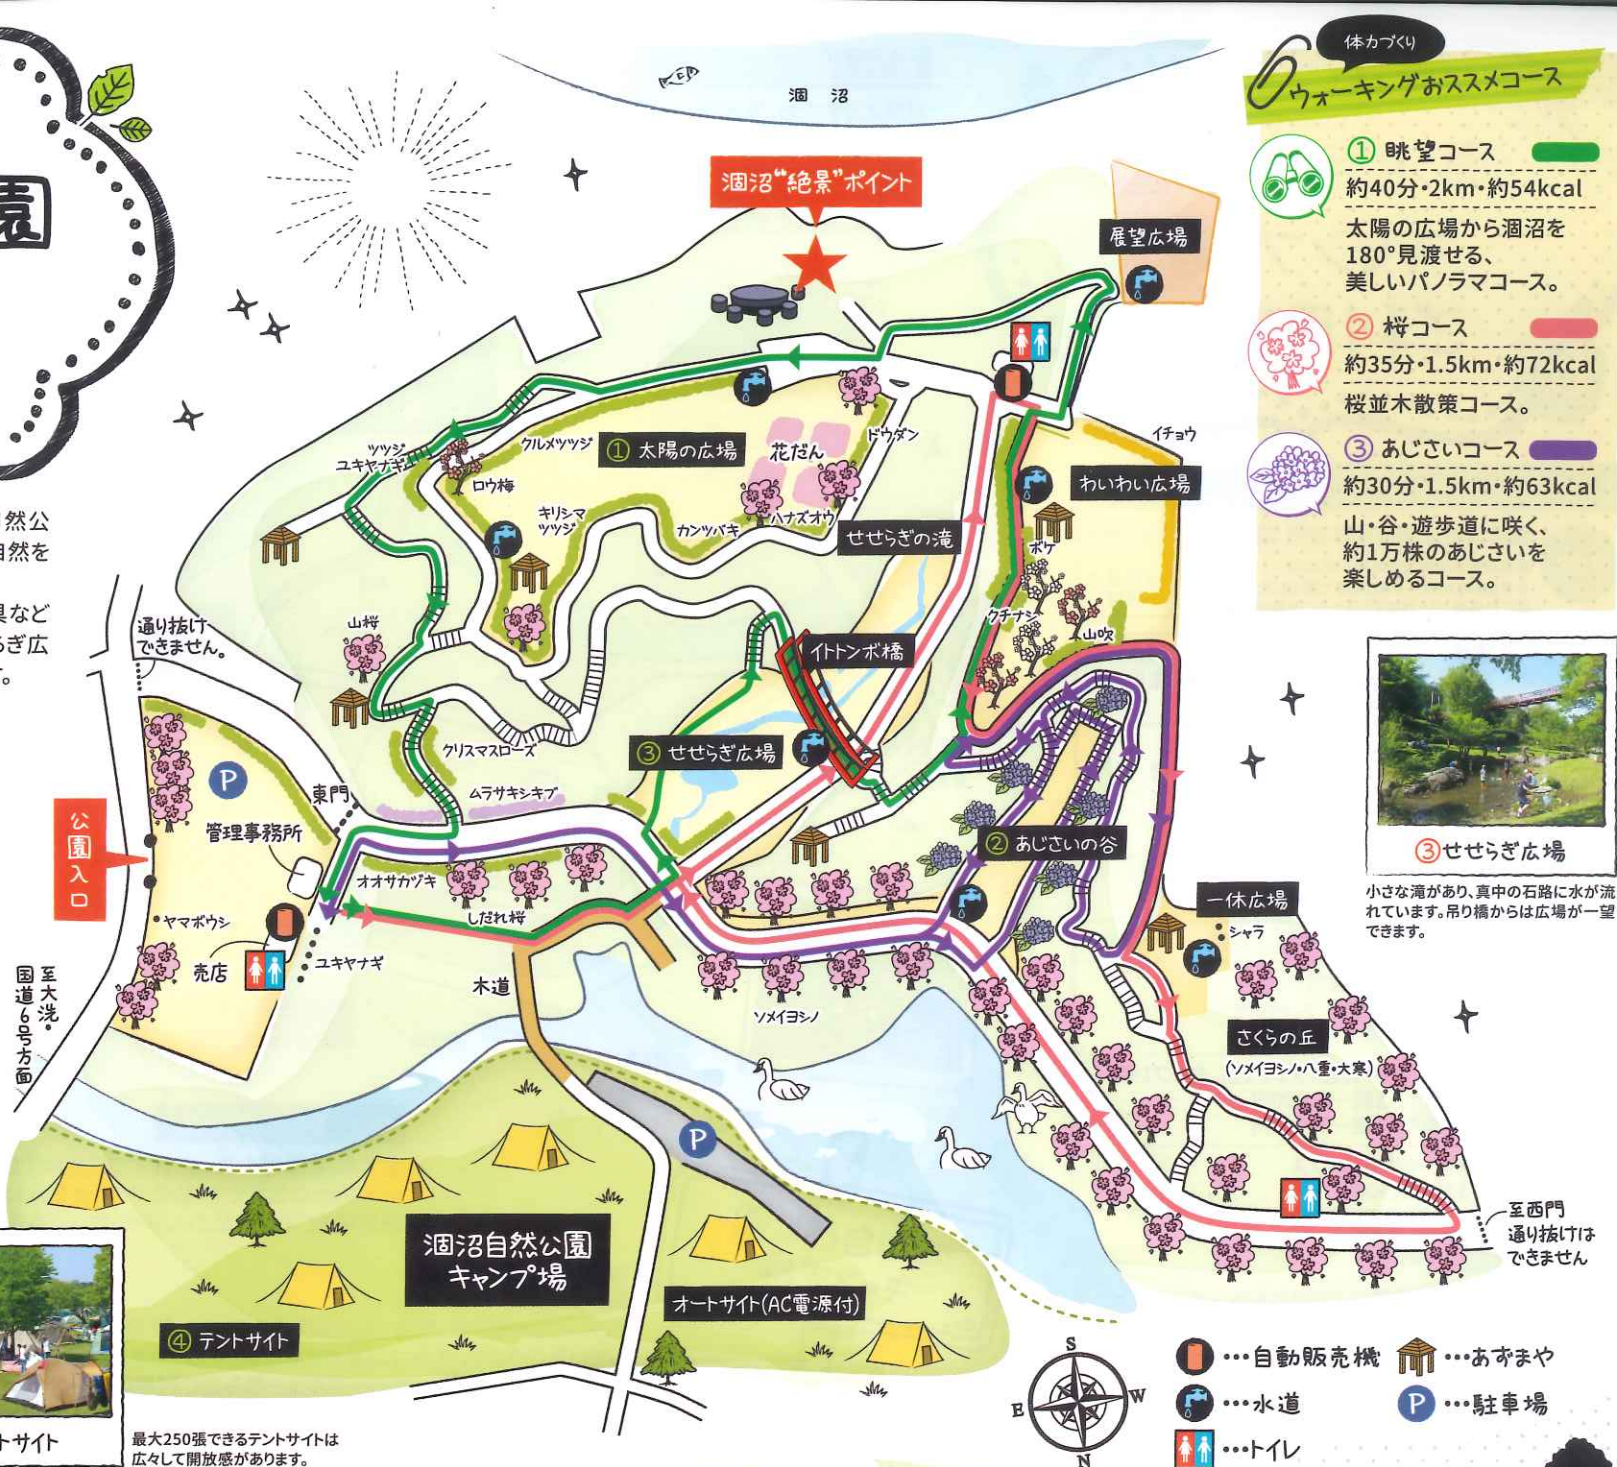 園
然公
自然を
具など
らぎ広
。
涸 沼
涸沼“絶景”ポイント
展望広場
体力づくり
ウォーキングおススメコース
① 眺望コース
約40分・2km・約54kcal
太陽の広場から涸沼を
180°見渡せる、
美しいパノラマコース。
② 桜コース
約35分・1.5km・約72kcal
桜並木散策コース。
③ あじさいコース
約30分・1.5km・約63kcal
山・谷・遊歩道に咲く、
約1万株のあじさいを
楽しめるコース。
ツツジ
ユキヤナギ
クルメツツジ
① 太陽の広場
花だん
ドウダン
イチョウ
ロウ梅
キリシマ
ツツジ
カンツバキ
ハナズオウ
せせらぎの滝
わいわい広場
ボケ
クチナシ
山吹
通り抜け
できません。
山桜
イトトンボ橋
クリスマスローズ
③ せせらぎ広場
ムラサキシキブ
P
東門
管理事務所
公園入口
オオサカヅキ
しだれ桜
② あじさいの谷
一休広場
シャラ
ヤマボウシ
売店
ユキヤナギ
木道
ソメイヨシノ
さくらの丘
(ソメイヨシノ・八重・大寒)
至大洗・
国道6号方面
③せせらぎ広場
小さな滝があり、真中の石路に水が流
れています。吊り橋からは広場が一望
できます。
P
至西門
通り抜けは
できません
涸沼自然公園
キャンプ場
オートサイト(AC電源付)
④ テントサイト
トサイト
最大250張できるテントサイトは
広々して開放感があります。
S
E
W
N
…自動販売機
…あずまや
…水道
P
…駐車場
…トイレ